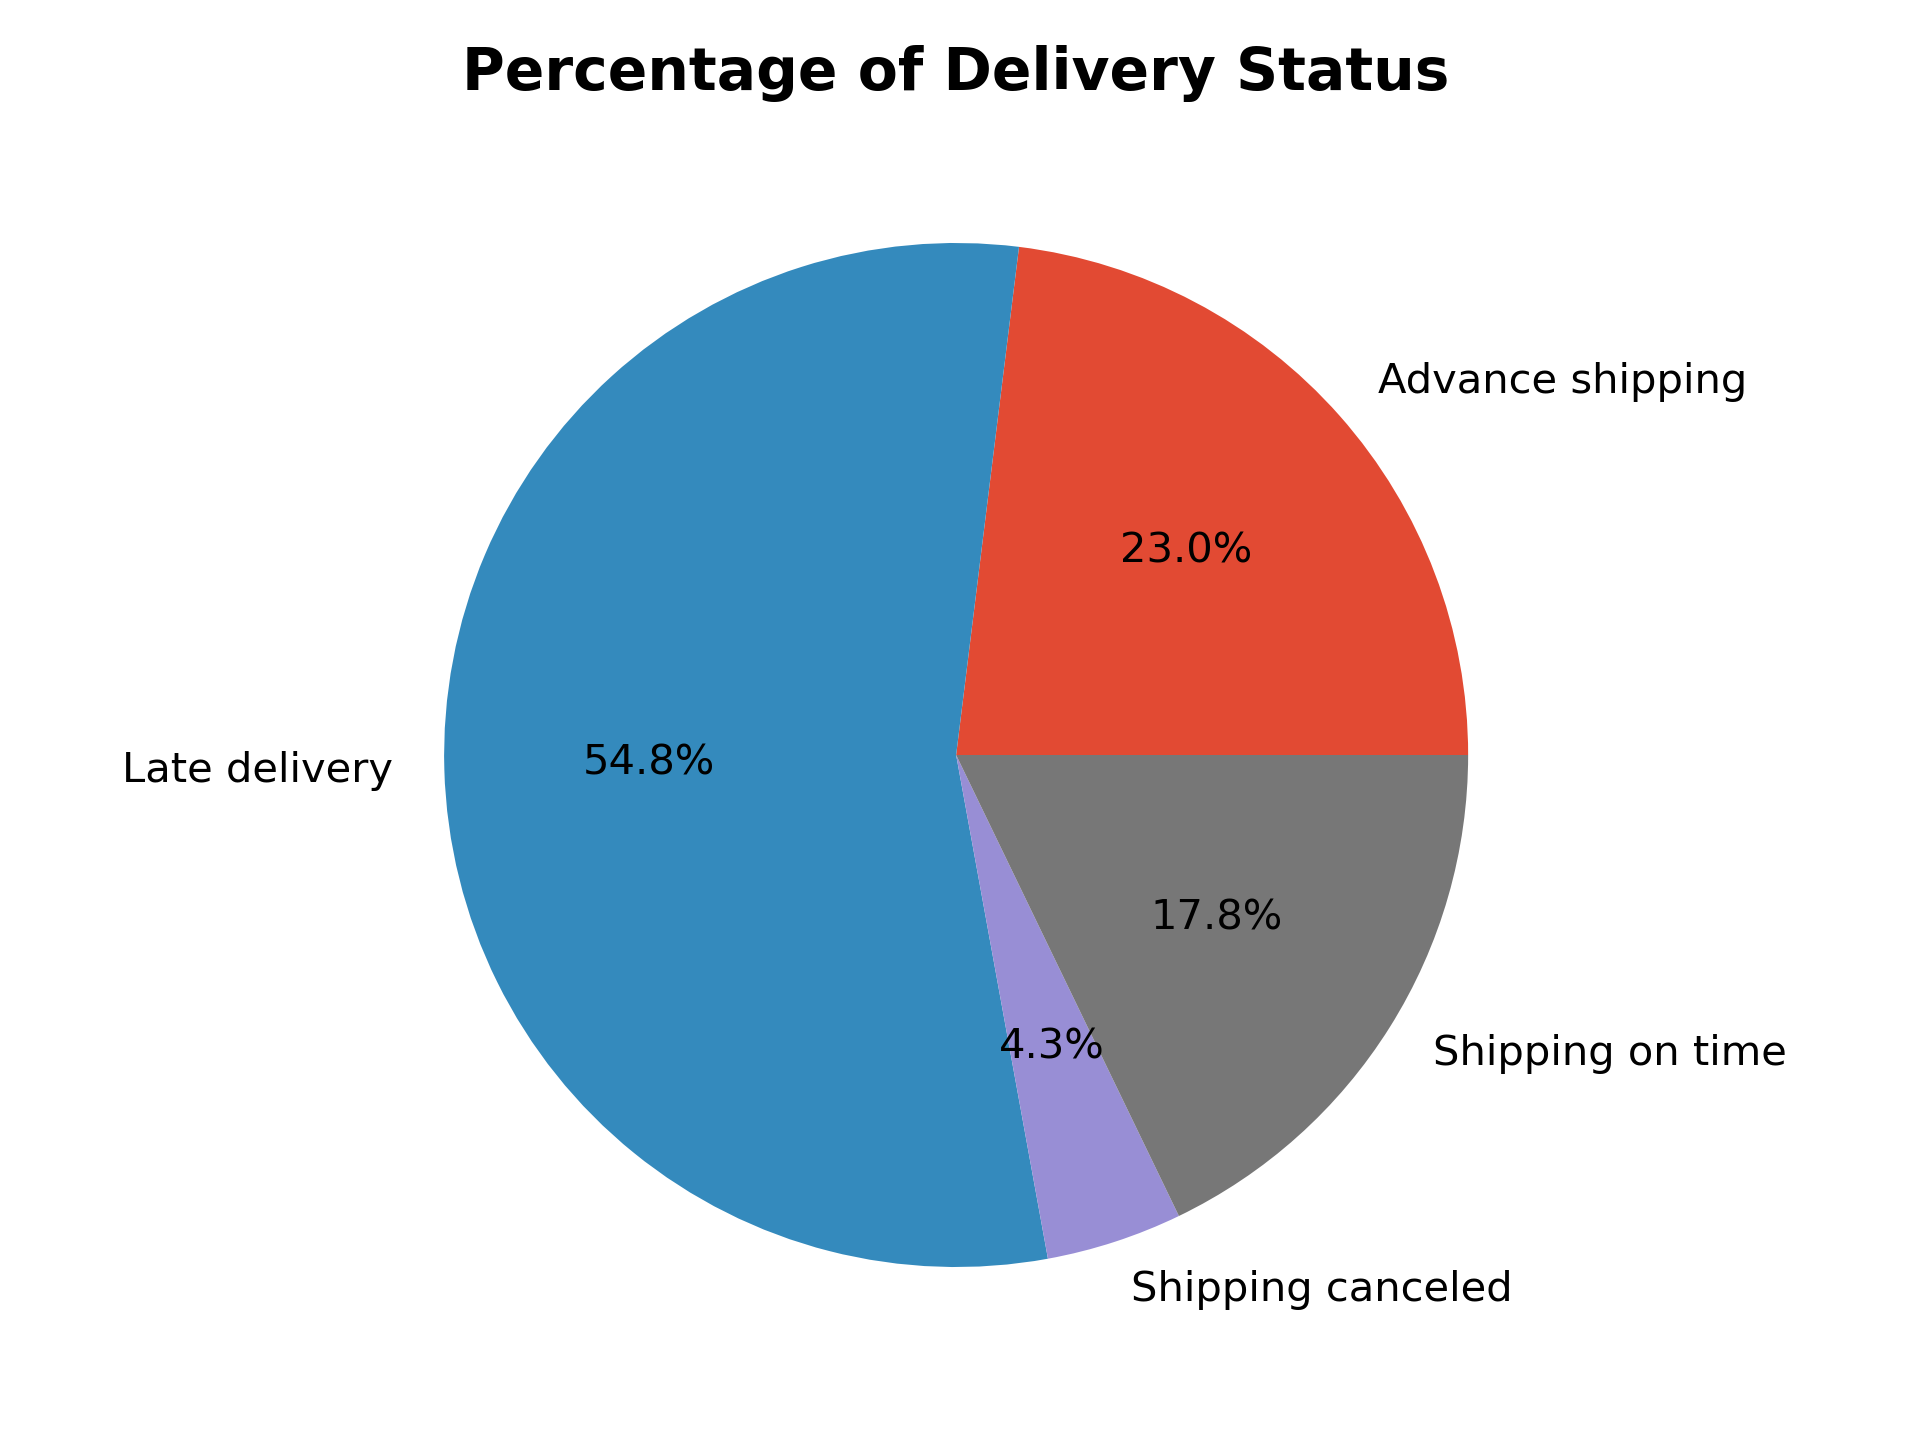 Percentage of Delivery Status
Advance shipping
23.0%
Late delivery
54.8%
17.8%
Shipping on time
4.3%
Shipping canceled